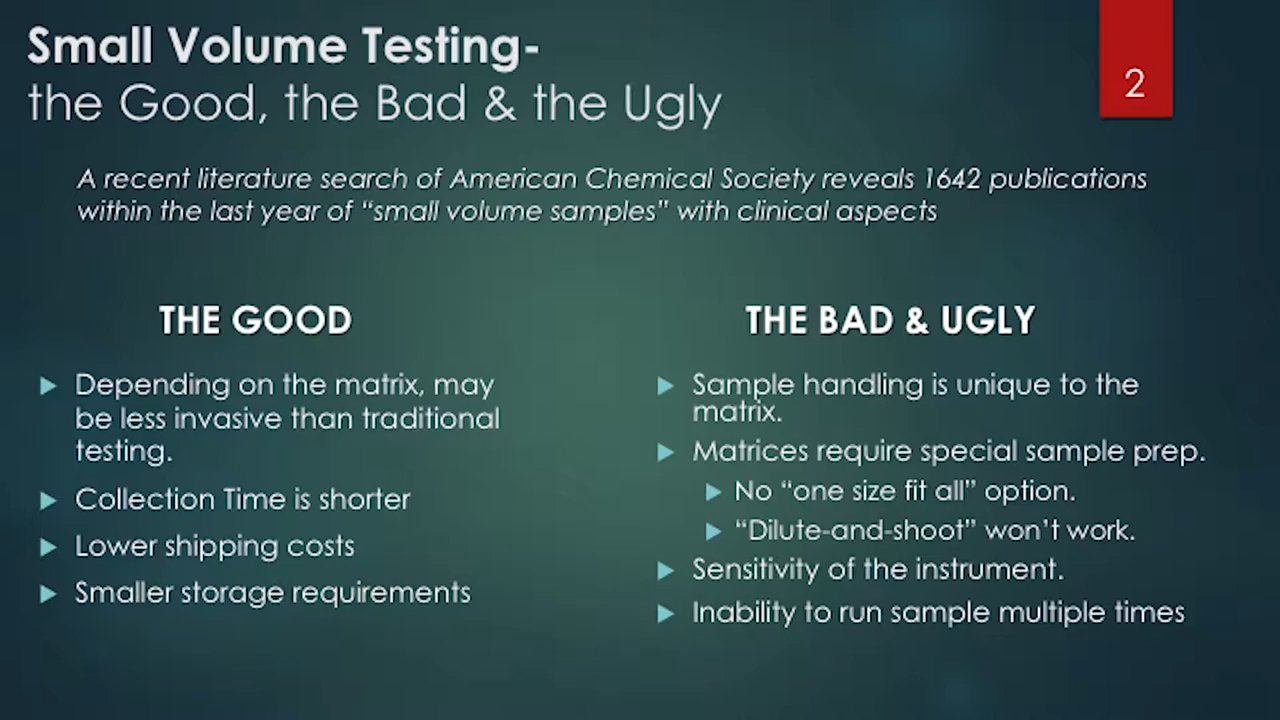 Small Volume Testing-
the Good, the Bad & the Ugly
2
A recent literature search of American Chemical Society reveals 1642 publications
within the last year of “small volume samples” with clinical aspects
THE GOOD
Depending on the matrix, may
be less invasive than traditional
testing.
Collection Time is shorter
Lower shipping costs
Smaller storage requirements
THE BAD & UGLY
Sample handling is unique to the
matrix.
Matrices require special sample prep.
No “one size fit all” option.
“Dilute-and-shoot” won’t work.
Sensitivity of the instrument.
Inability to run sample multiple times